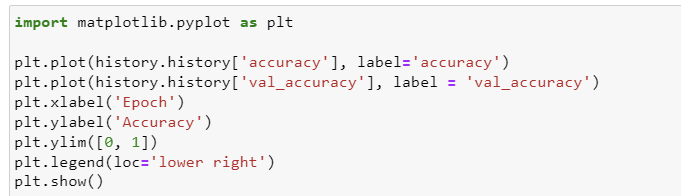 import matplotlib.pyplot as plt

plt.plot(history.history['accuracy'], label='accuracy')
plt.plot(history.history['val_accuracy'], label = 'val_accuracy')
plt.xlabel('Epoch')
plt.ylabel('Accuracy')
plt.ylim([0, 1])
plt.legend(loc='lower right')
plt.show()